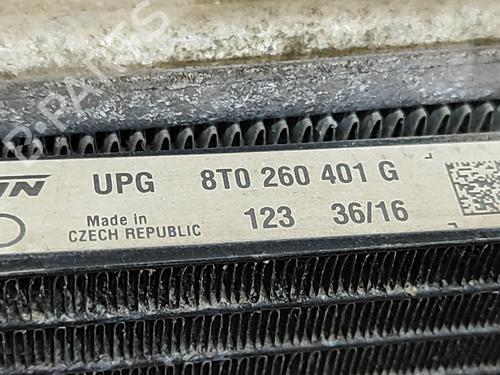 UPG 8T0 260 401 G
Made in 123 36/16
CZECH REPUBLIC